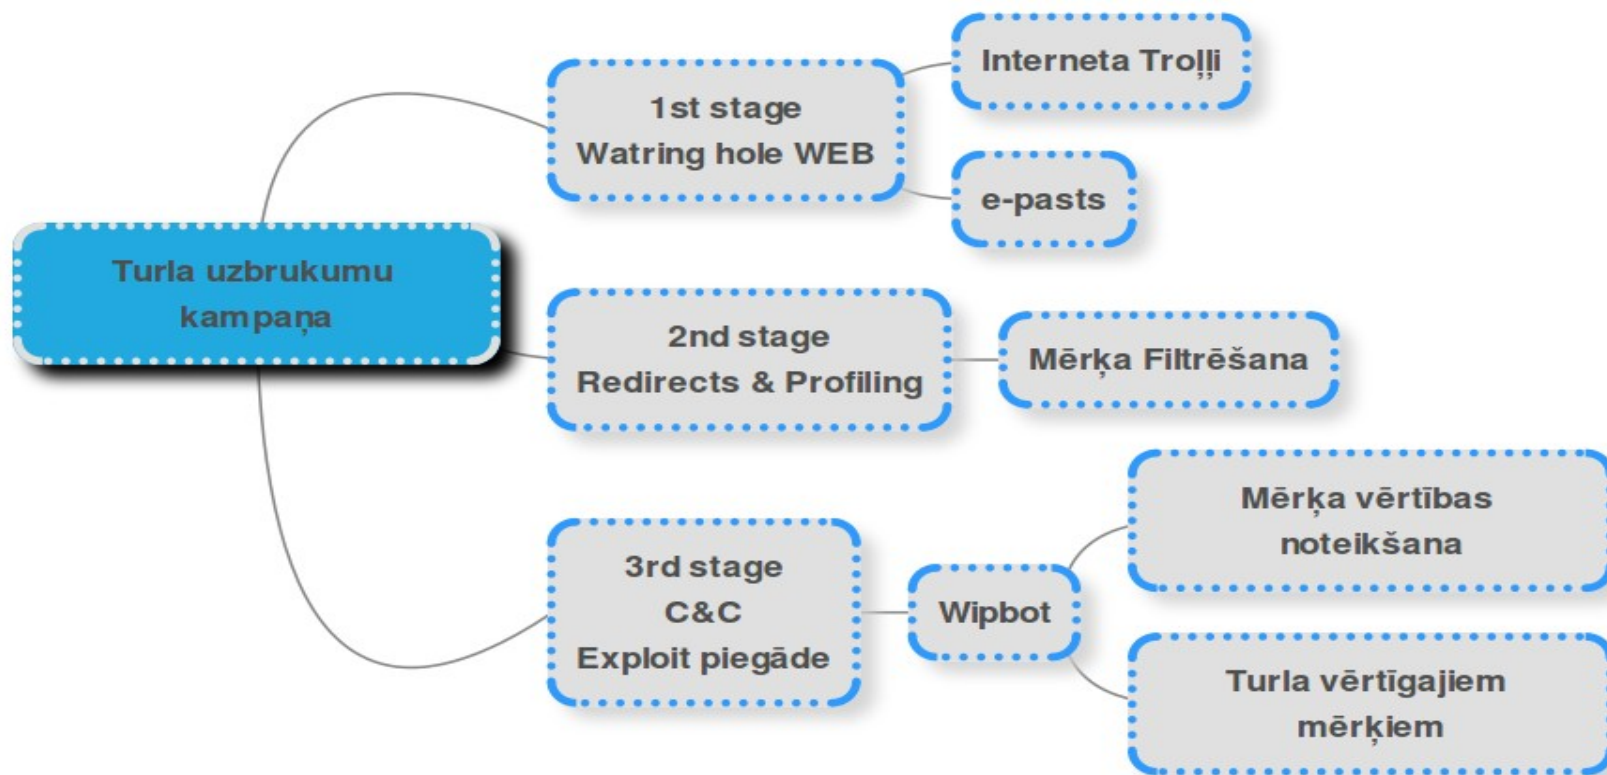 Turla uzbrukumu
kampaņa
1st stage
Watring hole WEB
Interneta Troļļi
e-pasts
2nd stage
Redirects & Profiling
Mērķa Filtrēšana
3rd stage
C&C
Exploit piegāde
Wipbot
Mērķa vērtības
noteikšana
Turla vērtīgajiem
mērķiem